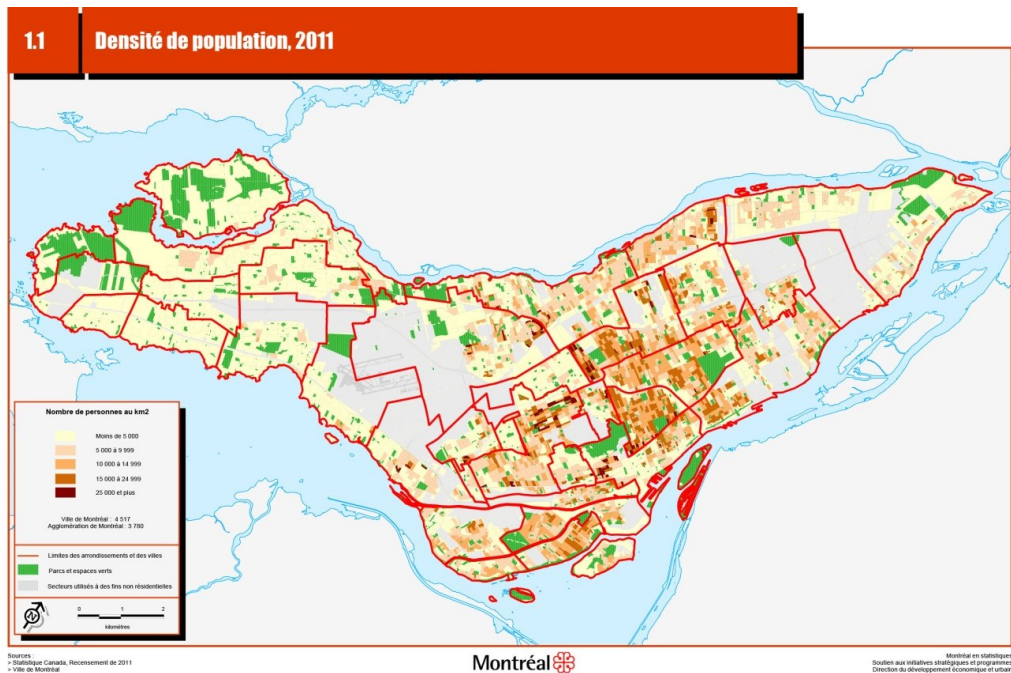 1.1 Densité de population, 2011
Nombre de personnes au km2
Moins de 5 000
5 000 à 9 999
10 000 à 14 999
15 000 à 24 999
25 000 et plus
Ville de Montréal : 4 517
Agglomération de Montréal : 3 780
Limites des arrondissements et des villes
Parcs et espaces verts
Secteurs utilisés à des fins non résidentielles
N
0 1 2
kilomètres
Sources :
> Statistique Canada, Recensement de 2011
> Ville de Montréal
Montréal
Montréal en statistiques
Soutien aux initiatives stratégiques et programmes
Direction du développement économique et urbain